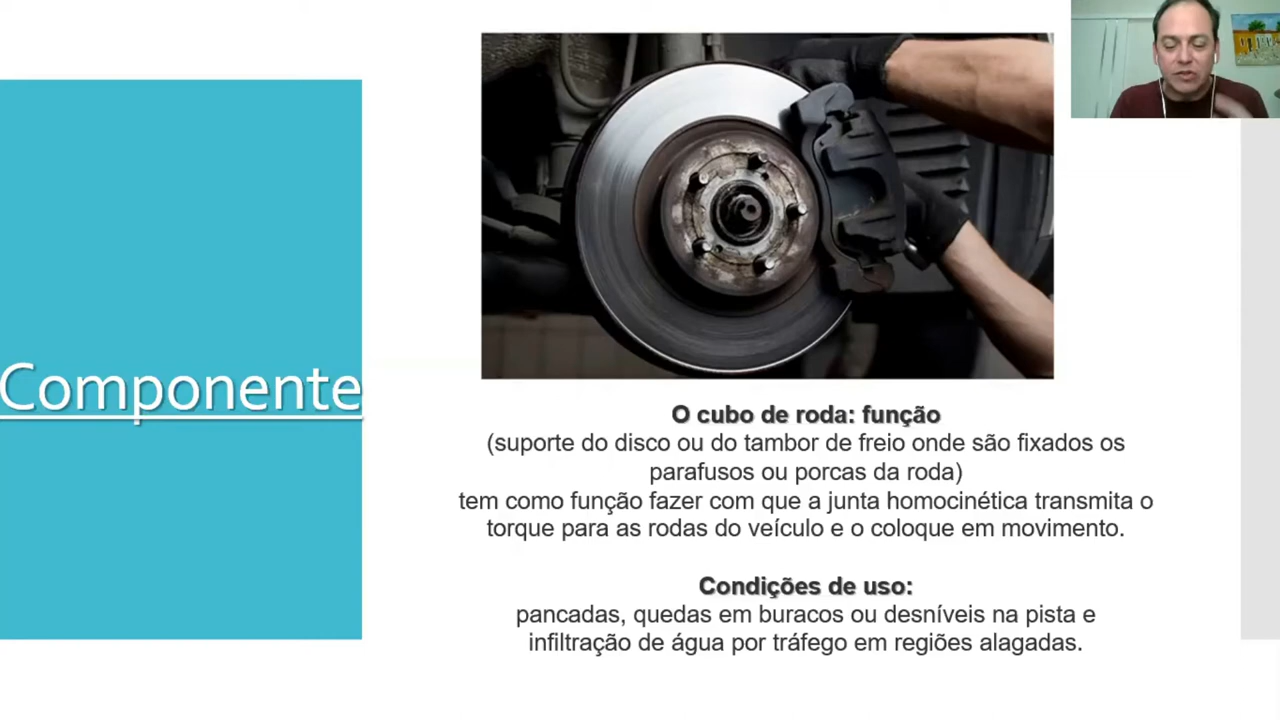 Componente
O cubo de roda: função
(suporte do disco ou do tambor de freio onde são fixados os
parafusos ou porcas da roda)
tem como função fazer com que a junta homocinética transmita o
torque para as rodas do veículo e o coloque em movimento.
Condições de uso:
pancadas, quedas em buracos ou desníveis na pista e
infiltração de água por tráfego em regiões alagadas.